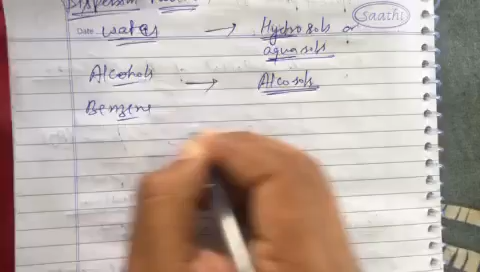 Dispersion
Date
Saathi
water → Hydrosols or
aquasols
Alcohols → Alcosols
Benzene